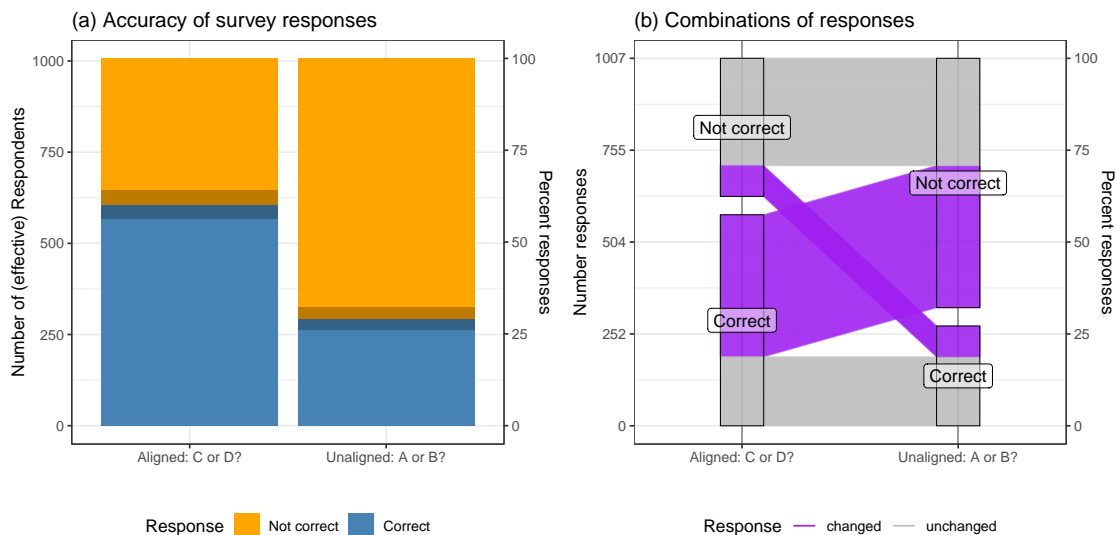 (a) Accuracy of survey responses
1000
750
500
250
0
Number of (effective) Respondents
100
75
50
25
0
Percent responses
Aligned: C or D?
Unaligned: A or B?
Response
Not correct
Correct
(b) Combinations of responses
1007
755
504
252
0
Number responses
Not correct
Correct
Not correct
Correct
100
75
50
25
0
Percent responses
Aligned: C or D?
Unaligned: A or B?
Response
changed
unchanged